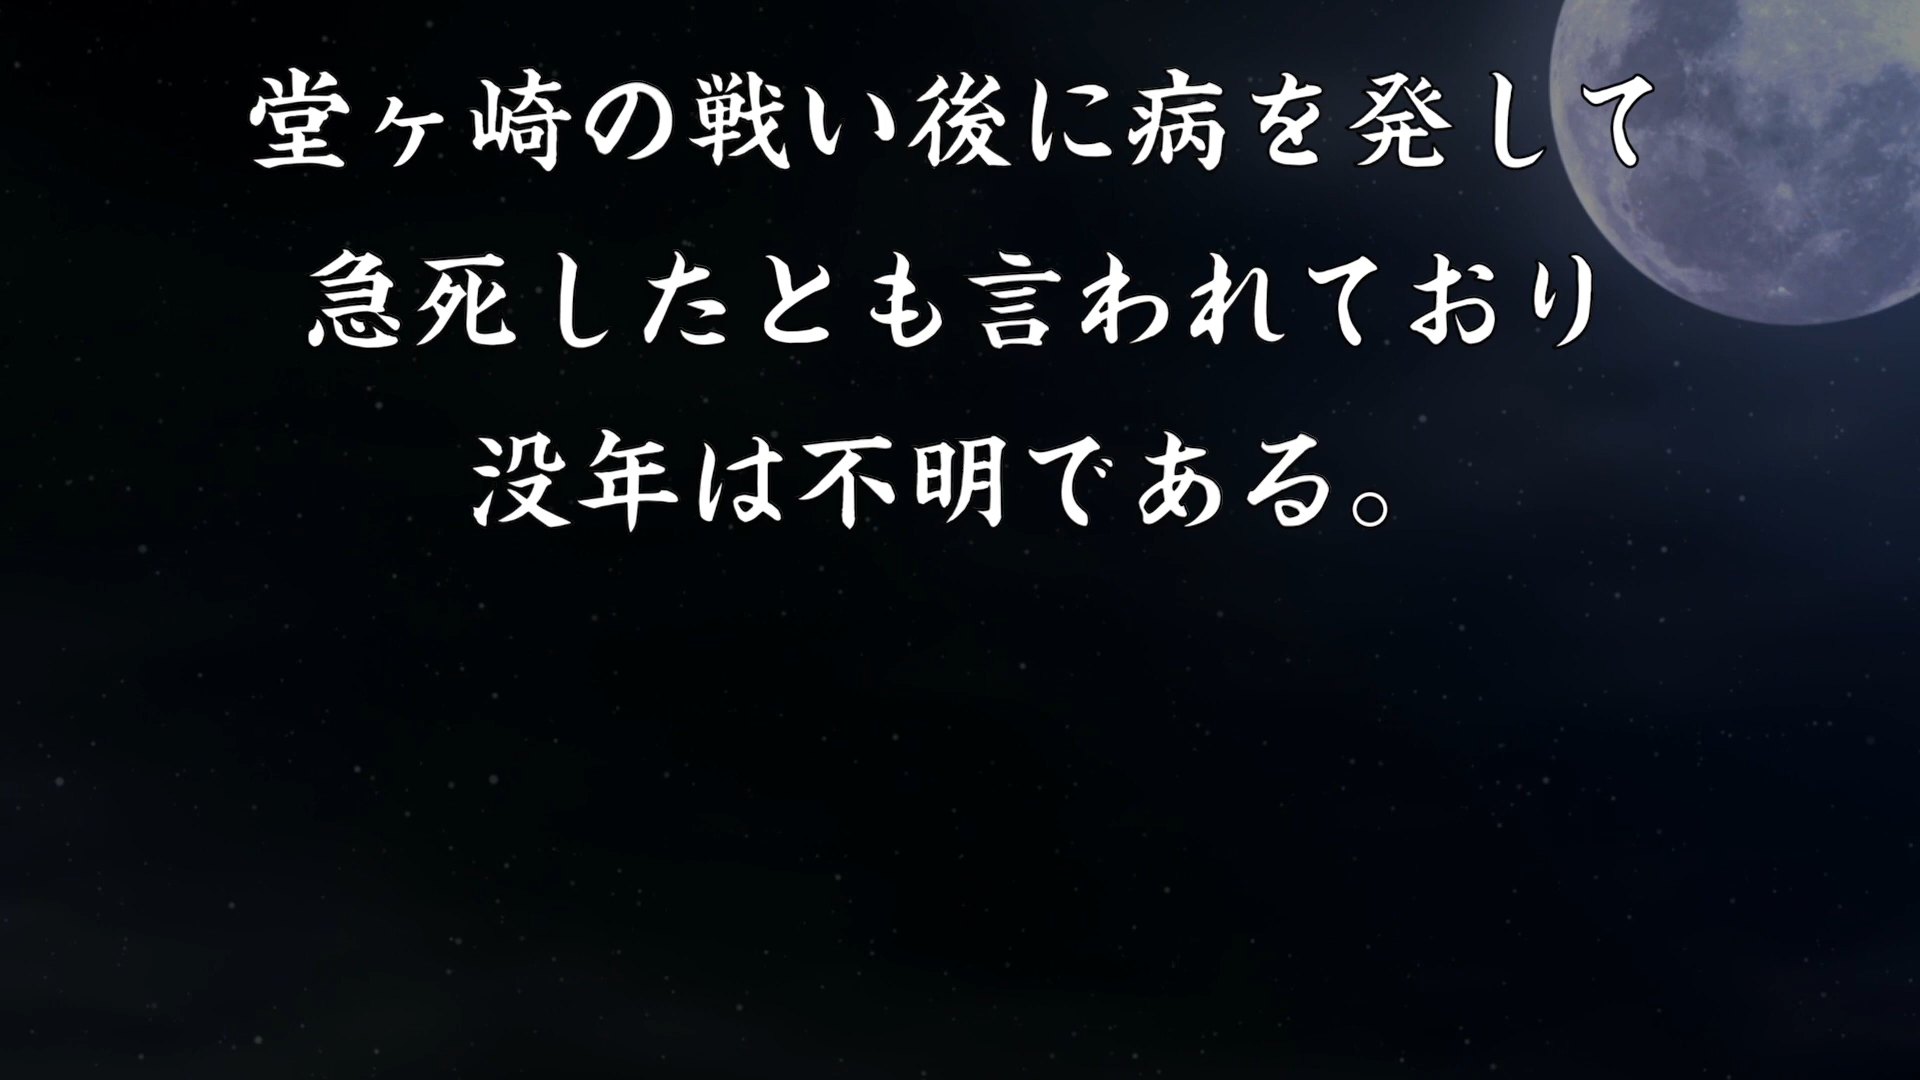 堂ヶ崎の戦い後に病を発して
急死したとも言われており
没年は不明である。